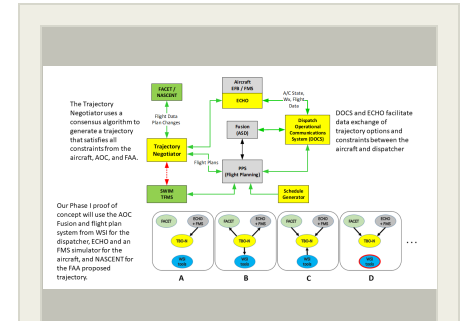 Aircraft
EFB / FMS
ECHO
FACET /
NASCENT
Flight Data
Plan Changes
A/C State,
Wx, Flight
Data
The Trajectory
Negotiator uses a
consensus algorithm to
generate a trajectory
that satisfies all
constraints from the
aircraft, AOC, and FAA.
Fusion
(ASD)
Dispatch
Operational
Communications
System (DOCS)
DOCS and ECHO facilitate
data exchange of
trajectory options and
constraints between the
aircraft and dispatcher
Trajectory
Negotiator
Flight Plans
PPS
(Flight Planning)
SWIM
TFMS
Schedule
Generator
Our Phase I proof of
concept will use the AOC
Fusion and flight plan
system from WSI for the
dispatcher, ECHO and an
FMS simulator for the
aircraft, and NASCENT for
the FAA proposed
trajectory.
FACET
ECHO
+ FMS
TBO-N
WSI
A
FACET
ECHO
+ FMS
TBO-N
WSI
B
FACET
ECHO
+ FMS
TBO-N
WSI
C
FACET
ECHO
+ FMS
TBO-N
WSI
D
...